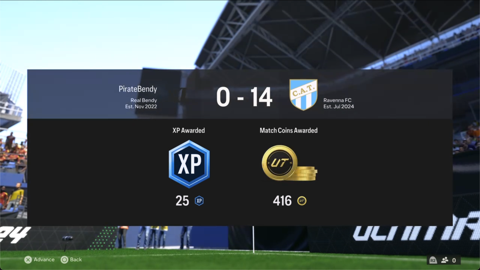 PirateBendy
Real Bendy
Est. Nov 2022
0 - 14
C.A.T.
Ravenna FC
Est. Jul 2024
XP Awarded
Match Coins Awarded
XP
UT
25 XP
416
Advance
Back
0